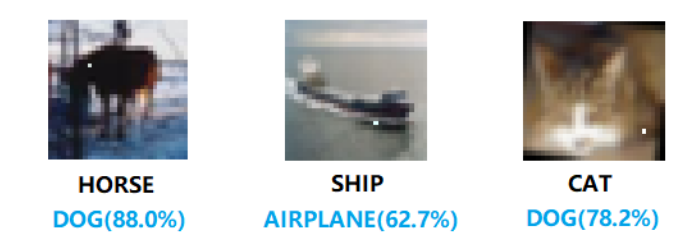 HORSE SHIP CAT
DOG(88.0%) AIRPLANE(62.7%) DOG(78.2%)